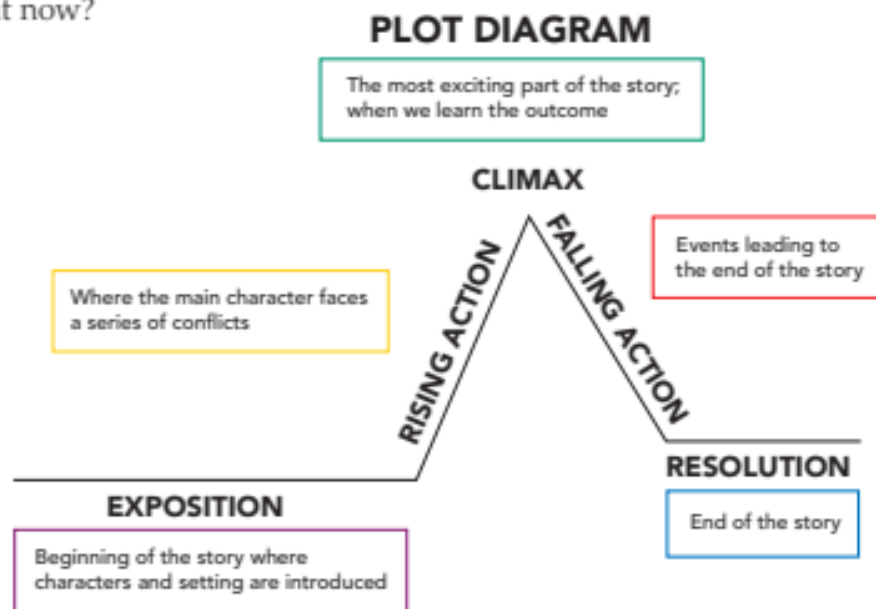 t now?
PLOT DIAGRAM
The most exciting part of the story;
when we learn the outcome
CLIMAX
RISING ACTION
FALLING ACTION
Events leading to
the end of the story
Where the main character faces
a series of conflicts
RESOLUTION
End of the story
EXPOSITION
Beginning of the story where
characters and setting are introduced